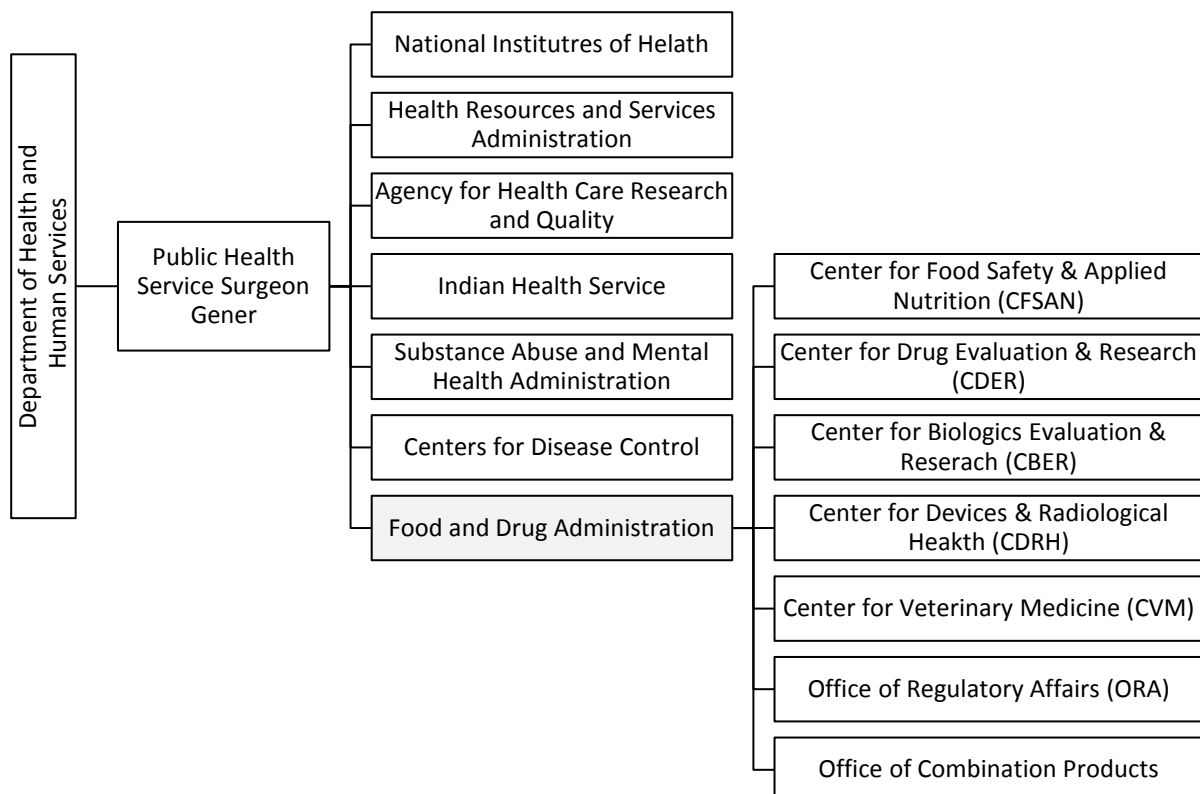 Department of Health and
Human Services
Public Health
Service Surgeon
Gener
National Institutres of Helath
Health Resources and Services
Administration
Agency for Health Care Research
and Quality
Indian Health Service
Substance Abuse and Mental
Health Administration
Centers for Disease Control
Food and Drug Administration
Center for Food Safety & Applied
Nutrition (CFSAN)
Center for Drug Evaluation & Research
(CDER)
Center for Biologics Evaluation &
Reserach (CBER)
Center for Devices & Radiological
Heakth (CDRH)
Center for Veterinary Medicine (CVM)
Office of Regulatory Affairs (ORA)
Office of Combination Products